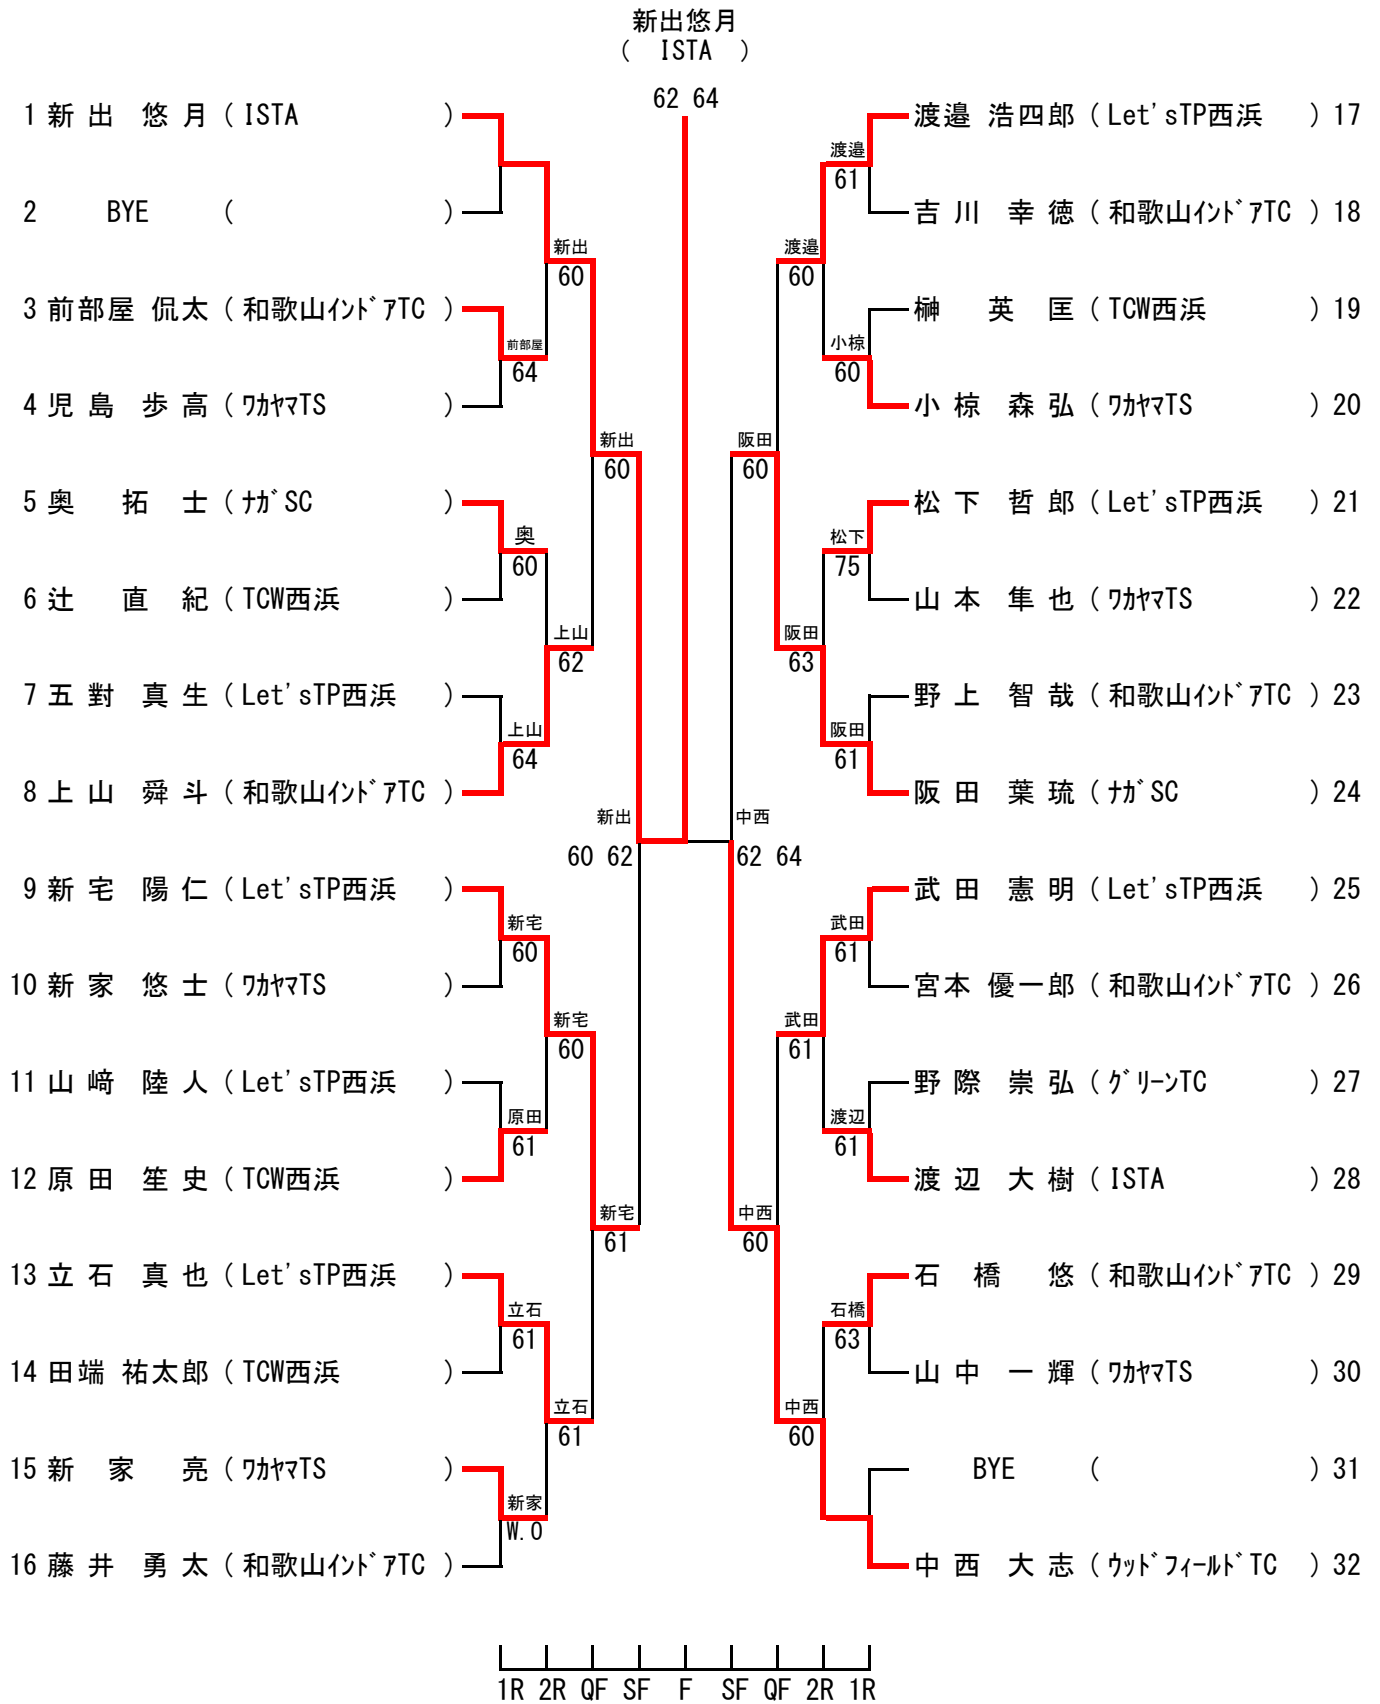 新出悠月
( ISTA )
62 64
1 新出 悠月 ( ISTA )
2 BYE ( )
新出
60
3 前部屋 侃太 ( 和歌山インドアTC )
前部屋
64
4 児島 歩高 ( ワカヤマTS )
新出
60
5 奥 拓士 ( ナガSC )
奥
60
6 辻 直紀 ( TCW西浜 )
上山
62
7 五對 真生 ( Let'sTP西浜 )
上山
64
8 上山 舜斗 ( 和歌山インドアTC )
新出
60 62
9 新宅 陽仁 ( Let'sTP西浜 )
新宅
60
10 新家 悠士 ( ワカヤマTS )
新宅
60
11 山﨑 陸人 ( Let'sTP西浜 )
原田
61
12 原田 笙史 ( TCW西浜 )
新宅
61
13 立石 真也 ( Let'sTP西浜 )
立石
61
14 田端 祐太郎 ( TCW西浜 )
立石
61
15 新家 亮 ( ワカヤマTS )
新家
W.O
16 藤井 勇太 ( 和歌山インドアTC )
渡邉 浩四郎 ( Let'sTP西浜 ) 17
渡邉
61
吉川 幸徳 ( 和歌山インドアTC ) 18
渡邉
60
榊 英匡 ( TCW西浜 ) 19
小椋
60
小椋 森弘 ( ワカヤマTS ) 20
阪田
60
松下 哲郎 ( Let'sTP西浜 ) 21
松下
75
山本 隼也 ( ワカヤマTS ) 22
阪田
63
野上 智哉 ( 和歌山インドアTC ) 23
阪田
61
阪田 葉琉 ( ナガSC ) 24
中西
62 64
武田 憲明 ( Let'sTP西浜 ) 25
武田
61
宮本 優一郎 ( 和歌山インドアTC ) 26
武田
61
野際 崇弘 ( グリーンTC ) 27
渡辺
61
渡辺 大樹 ( ISTA ) 28
中西
60
石橋 悠 ( 和歌山インドアTC ) 29
石橋
63
山中 一輝 ( ワカヤマTS ) 30
中西
60
BYE ( ) 31
中西 大志 ( ウッドフィールドTC ) 32
1R 2R QF SF F SF QF 2R 1R